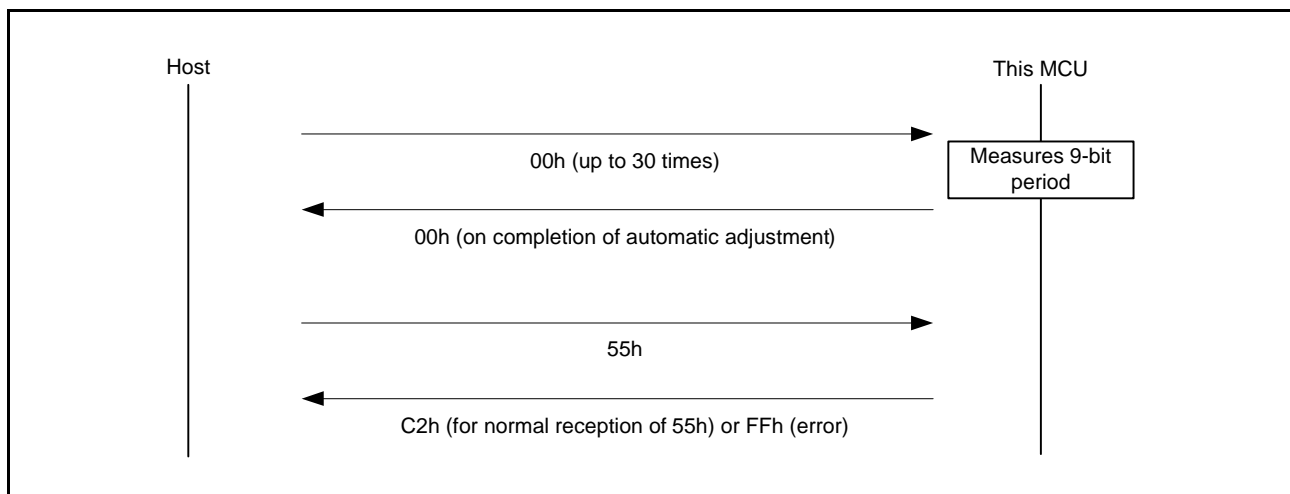 Host
This MCU
00h (up to 30 times)
Measures 9-bit
period
00h (on completion of automatic adjustment)
55h
C2h (for normal reception of 55h) or FFh (error)